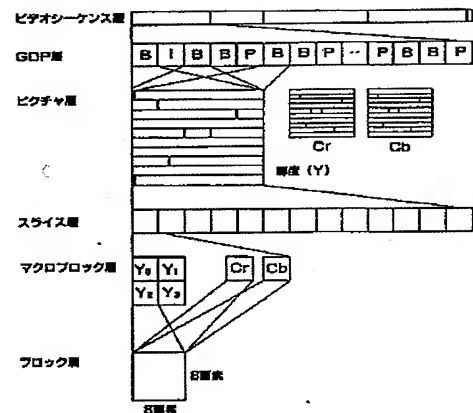 ビデオシーケンス層
GOP層
B I B B P B B P -- P B B P
ピクチャ層
Cr Cb
輝度 (Y)
スライス層
マクロブロック層
Y₀ Y₁ Cr Cb
Y₂ Y₃
ブロック層
8画素
8画素